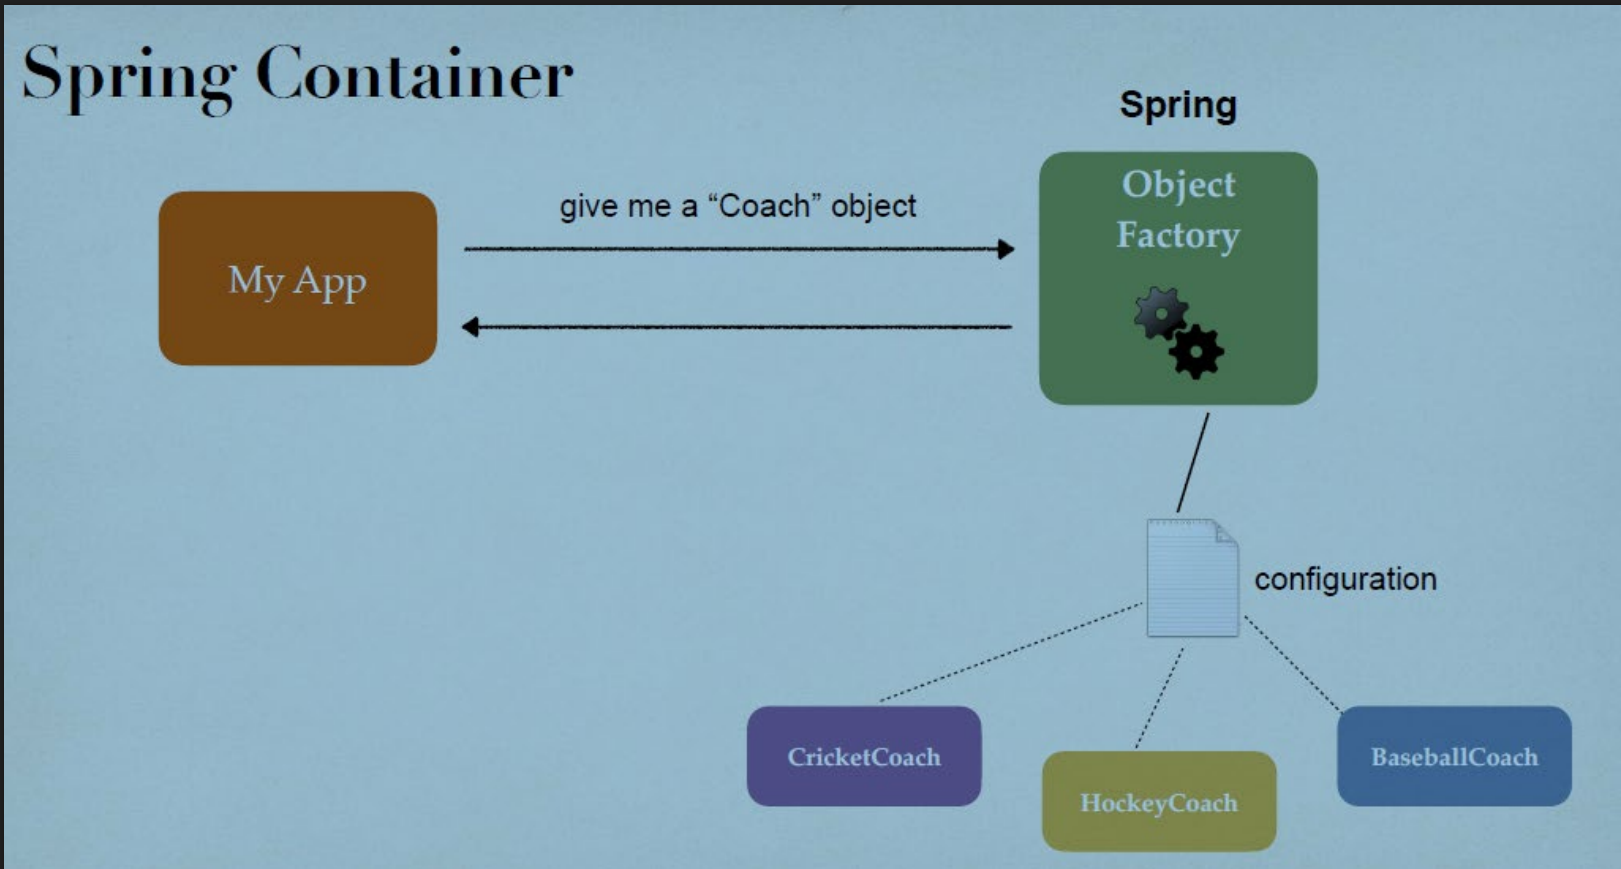 Spring Container
Spring
My App
give me a “Coach” object
Object
Factory
configuration
CricketCoach
HockeyCoach
BaseballCoach